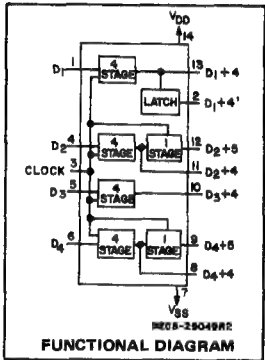 VDD
14
D1 1 4 STAGE 13 D1+4
LATCH 2 D1+4'
D2 4 4 STAGE 1 STAGE 12 D2+5
11 D2+4
CLOCK 3
D3 5 4 STAGE 10 D3+4
D4 6 4 STAGE 1 STAGE 9 D4+5
8 D4+4
7
VSS
FUNCTIONAL DIAGRAM